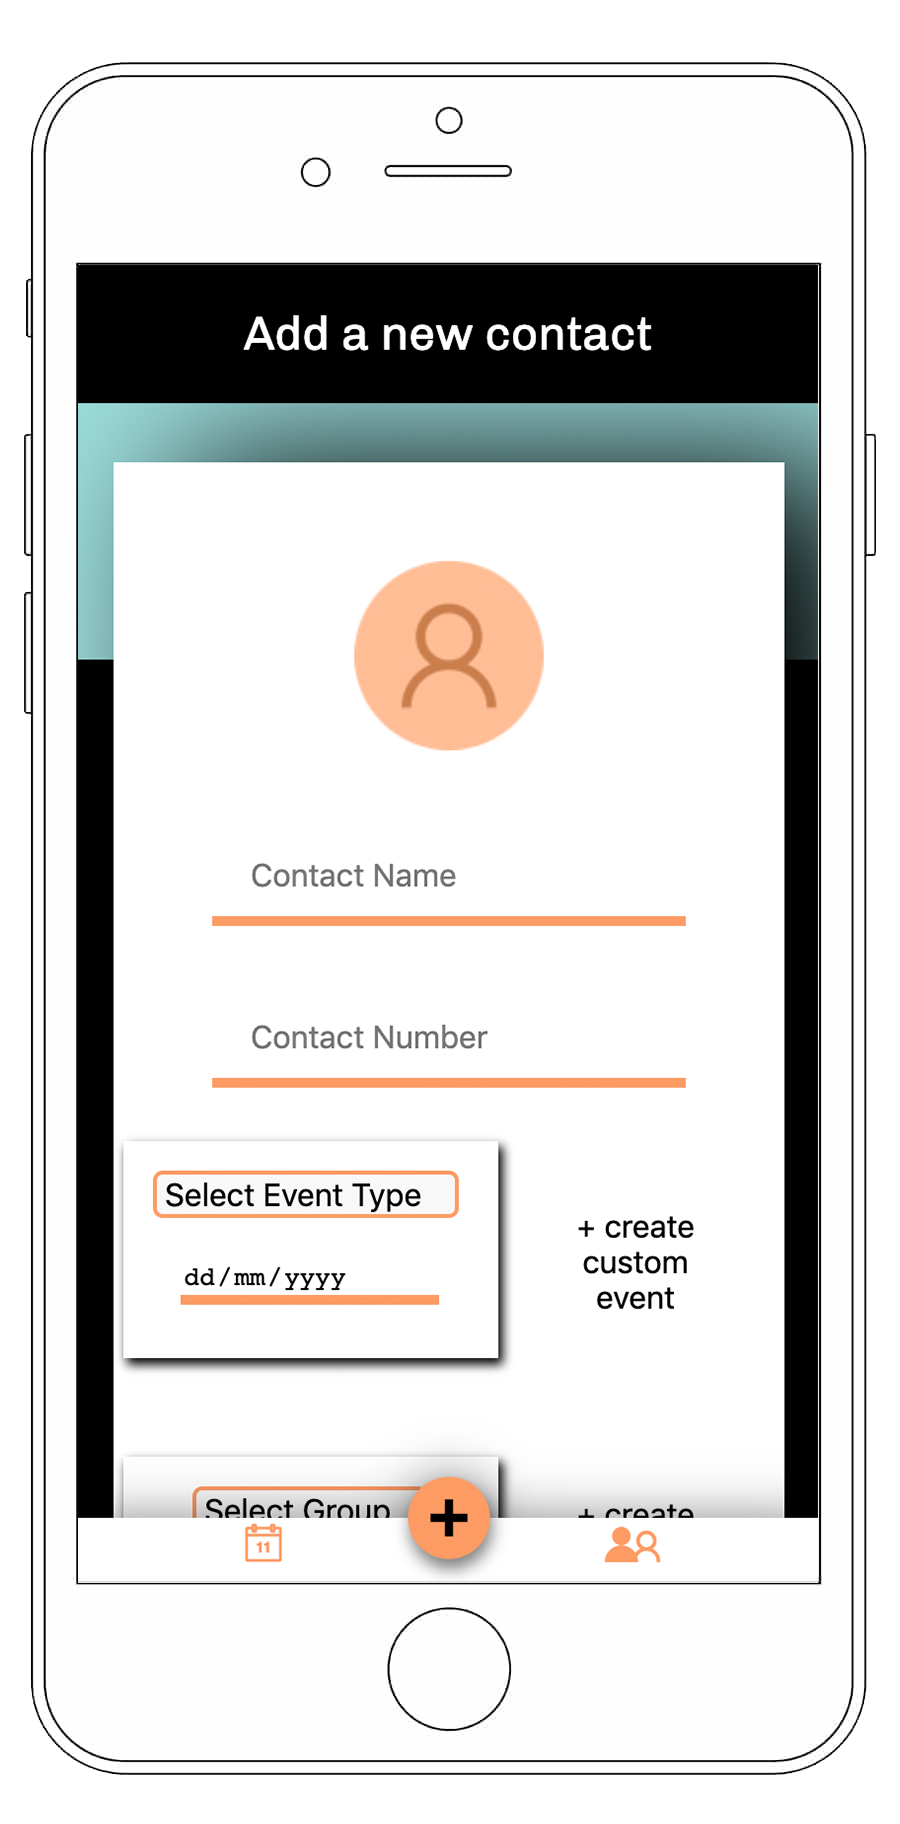 Add a new contact
Contact Name
Contact Number
Select Event Type
dd/mm/yyyy
+ create
custom
event
Select Group
+ create
11
+